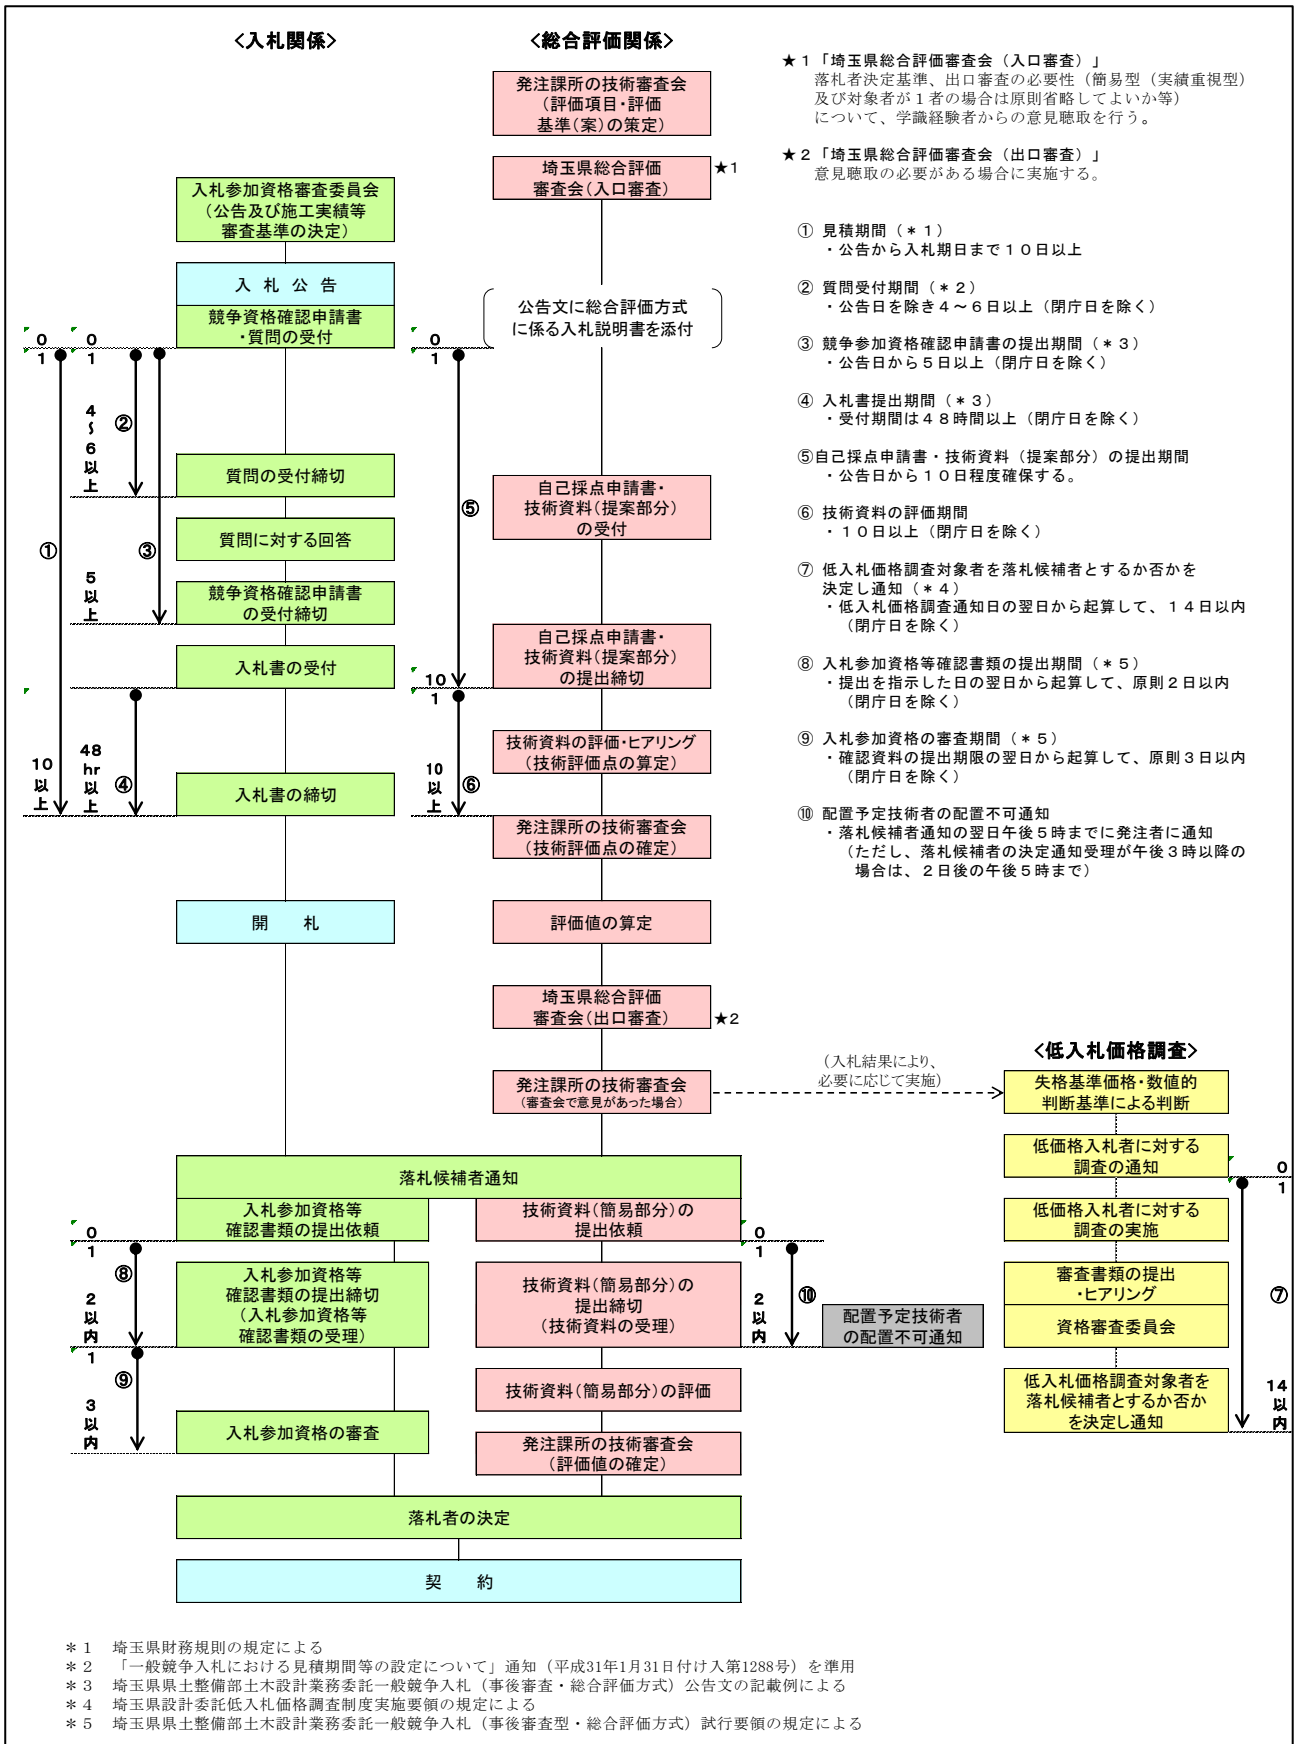 <入札関係>
<総合評価関係>
発注課所の技術審査会
(評価項目・評価
基準(案)の策定)
埼玉県総合評価
審査会(入口審査)
★1
入札参加資格審査委員会
(公告及び施工実績等
審査基準の決定)
入 札 公 告
競争資格確認申請書
・質問の受付
公告文に総合評価方式
に係る入札説明書を添付
0
1
0
1
0
1
4
~
6
以
上
②
質問の受付締切
質問に対する回答
①
③
5
以
上
競争資格確認申請書
の受付締切
入札書の受付
⑤
自己採点申請書・
技術資料(提案部分)
の受付
自己採点申請書・
技術資料(提案部分)
の提出締切
10
1
技術資料の評価・ヒアリング
(技術評価点の算定)
10
以
上
48
hr
以
上
④
入札書の締切
10
以
上
⑥
発注課所の技術審査会
(技術評価点の確定)
開 札
評価値の算定
埼玉県総合評価
審査会(出口審査)
★2
発注課所の技術審査会
(審査会で意見があった場合)
(入札結果により、
必要に応じて実施)
落札候補者通知
入札参加資格等
確認書類の提出依頼
技術資料(簡易部分)の
提出依頼
0
1
0
1
⑧
2
以
内
入札参加資格等
確認書類の提出締切
(入札参加資格等
確認書類の受理)
技術資料(簡易部分)の
提出締切
(技術資料の受理)
2
以
内
⑩
配置予定技術者
の配置不可通知
1
⑨
3
以
内
技術資料(簡易部分)の評価
入札参加資格の審査
発注課所の技術審査会
(評価値の確定)
落札者の決定
契 約
★1「埼玉県総合評価審査会(入口審査)」
落札者決定基準、出口審査の必要性(簡易型(実績重視型)
及び対象者が1者の場合は原則省略してよいか等)
について、学識経験者からの意見聴取を行う。
★2「埼玉県総合評価審査会(出口審査)」
意見聴取の必要がある場合に実施する。
① 見積期間(*1)
・公告から入札期日まで10日以上
② 質問受付期間(*2)
・公告日を除き4~6日以上(閉庁日を除く)
③ 競争参加資格確認申請書の提出期間(*3)
・公告日から5日以上(閉庁日を除く)
④ 入札書提出期間(*3)
・受付期間は48時間以上(閉庁日を除く)
⑤自己採点申請書・技術資料(提案部分)の提出期間
・公告日から10日程度確保する。
⑥ 技術資料の評価期間
・10日以上(閉庁日を除く)
⑦ 低入札価格調査対象者を落札候補者とするか否かを
決定し通知(*4)
・低入札価格調査通知日の翌日から起算して、14日以内
(閉庁日を除く)
⑧ 入札参加資格等確認書類の提出期間(*5)
・提出を指示した日の翌日から起算して、原則2日以内
(閉庁日を除く)
⑨ 入札参加資格の審査期間(*5)
・確認資料の提出期限の翌日から起算して、原則3日以内
(閉庁日を除く)
⑩ 配置予定技術者の配置不可通知
・落札候補者通知の翌日午後5時までに発注者に通知
(ただし、落札候補者の決定通知受理が午後3時以降の
場合は、2日後の午後5時まで)
<低入札価格調査>
失格基準価格・数値的
判断基準による判断
低価格入札者に対する
調査の通知
0
1
低価格入札者に対する
調査の実施
審査書類の提出
・ヒアリング
資格審査委員会
⑦
低入札価格調査対象者を
落札候補者とするか否か
を決定し通知
14
以
内
*1 埼玉県財務規則の規定による
*2 「一般競争入札における見積期間等の設定について」通知(平成31年1月31日付け入第1288号)を準用
*3 埼玉県県土整備部土木設計業務委託一般競争入札(事後審査・総合評価方式)公告文の記載例による
*4 埼玉県設計委託低入札価格調査制度実施要領の規定による
*5 埼玉県県土整備部土木設計業務委託一般競争入札(事後審査型・総合評価方式)試行要領の規定による